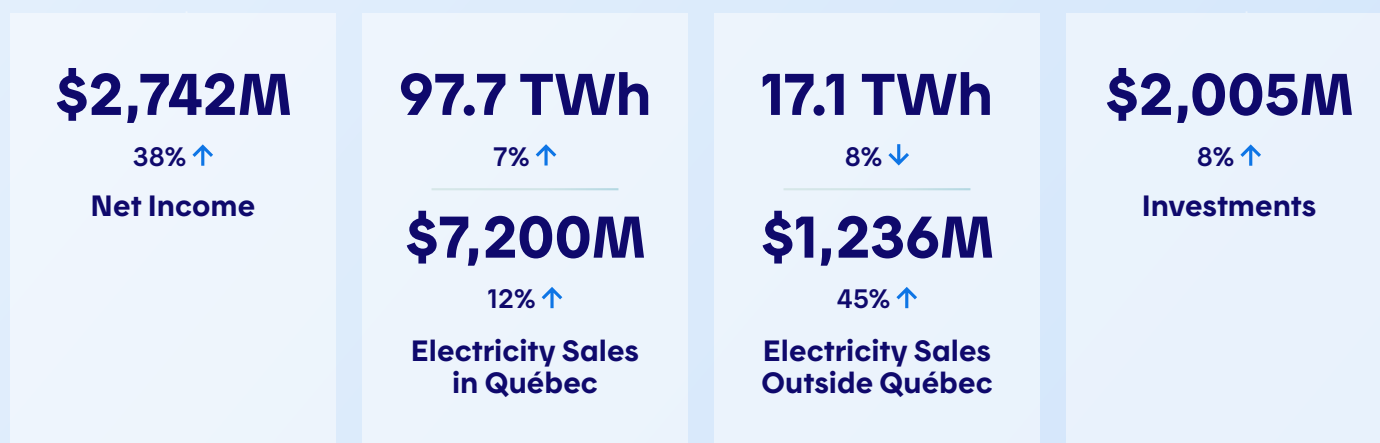 $2,742M
38% ↑
Net Income
97.7 TWh
7% ↑
$7,200M
12% ↑
Electricity Sales
in Québec
17.1 TWh
8% ↓
$1,236M
45% ↑
Electricity Sales
Outside Québec
$2,005M
8% ↑
Investments